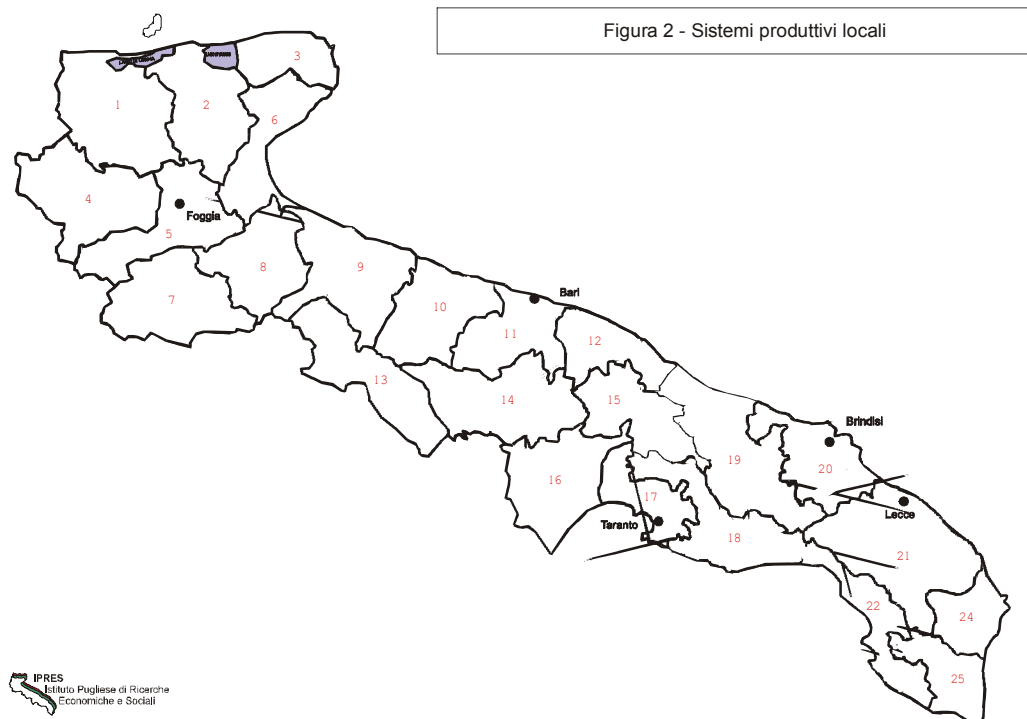 Figura 2 - Sistemi produttivi locali
3
1
2
6
4
Foggia
5
8
9
7
Bari
10
11
12
13
14
15
Brindisi
19
20
16
17
Lecce
Taranto
18
21
22
24
25
IPRES
Istituto Pugliese di Ricerche
Economiche e Sociali